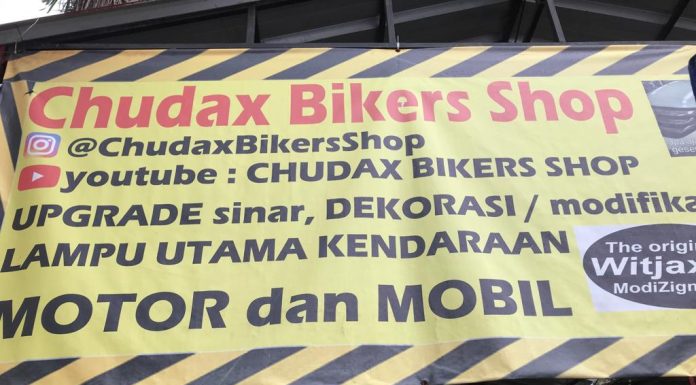 Chudax Bikers Shop
@ChudaxBikersShop
youtube : CHUDAX BIKERS SHOP
UPGRADE sinar, DEKORASI / modifika
LAMPU UTAMA KENDARAAN
MOTOR dan MOBIL
The origin
Witjax
ModiZign